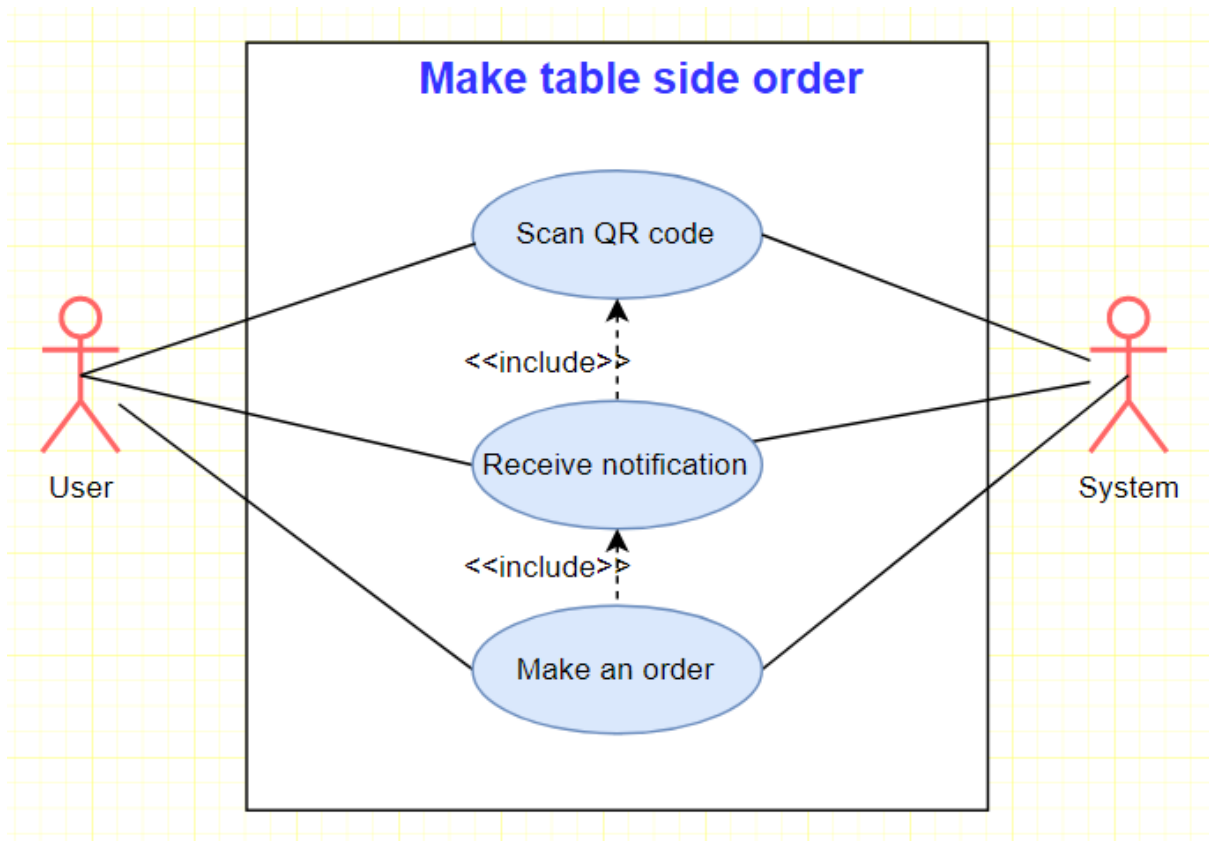 Make table side order
Scan QR code
<<include>>
Receive notification
User
System
<<include>>
Make an order